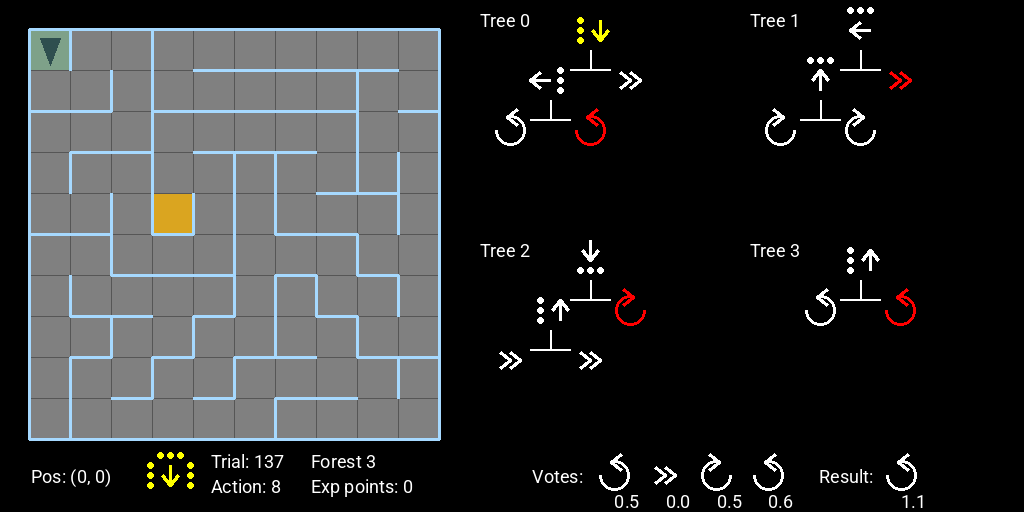 Tree 0
Tree 1
Tree 2
Tree 3
Pos: (0, 0)
Trial: 137
Action: 8
Forest 3
Exp points: 0
Votes:
0.5
0.0
0.5
0.6
Result:
1.1